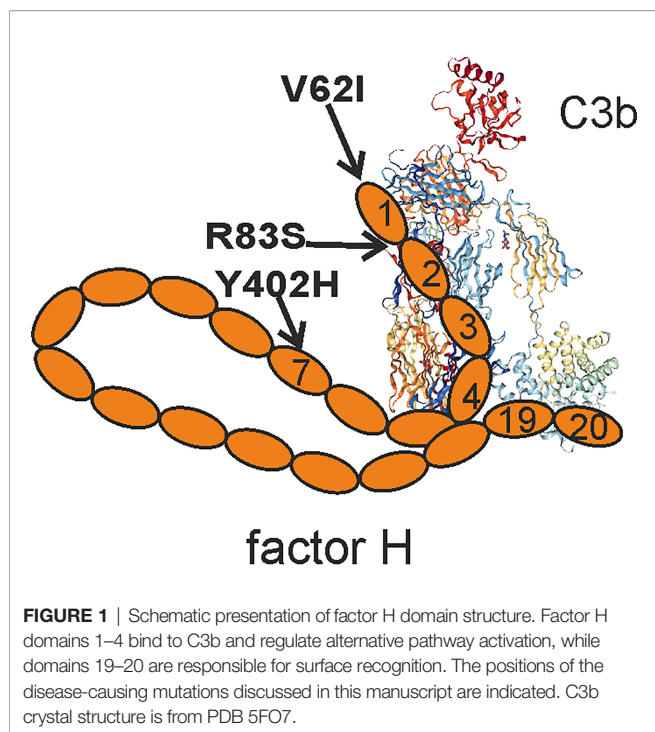 V62I
C3b
1
R83S
2
Y402H
3
7
4
19
20
factor H
FIGURE 1 | Schematic presentation of factor H domain structure. Factor H
domains 1–4 bind to C3b and regulate alternative pathway activation, while
domains 19–20 are responsible for surface recognition. The positions of the
disease-causing mutations discussed in this manuscript are indicated. C3b
crystal structure is from PDB 5FO7.